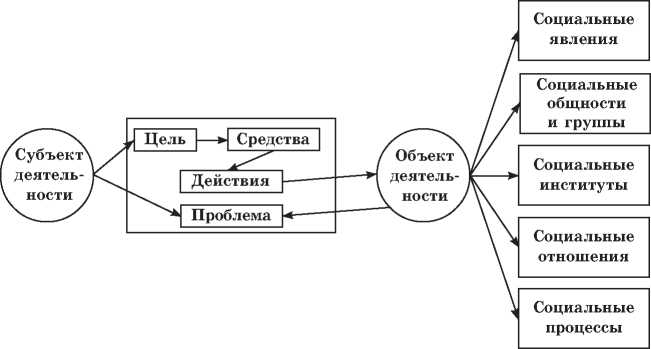 Субъект
деятель-
ности
Цель
Средства
Действия
Проблема
Объект
деятель-
ности
Социальные
явления
Социальные
общности
и группы
Социальные
институты
Социальные
отношения
Социальные
процессы